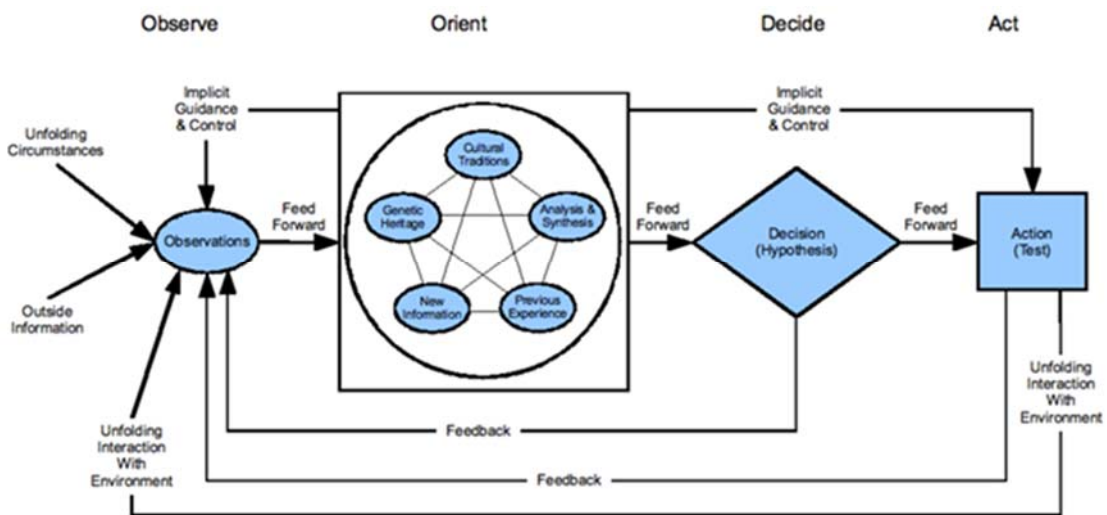 Observe
Orient
Decide
Act
Implicit
Guidance
& Control
Implicit
Guidance
& Control
Unfolding
Circumstances
Observations
Outside
Information
Feed
Forward
Cultural
Traditions
Genetic
Heritage
Analysis &
Synthesis
New
Information
Previous
Experience
Feed
Forward
Decision
(Hypothesis)
Feed
Forward
Action
(Test)
Unfolding
Interaction
With
Environment
Unfolding
Interaction
With
Environment
Feedback
Feedback